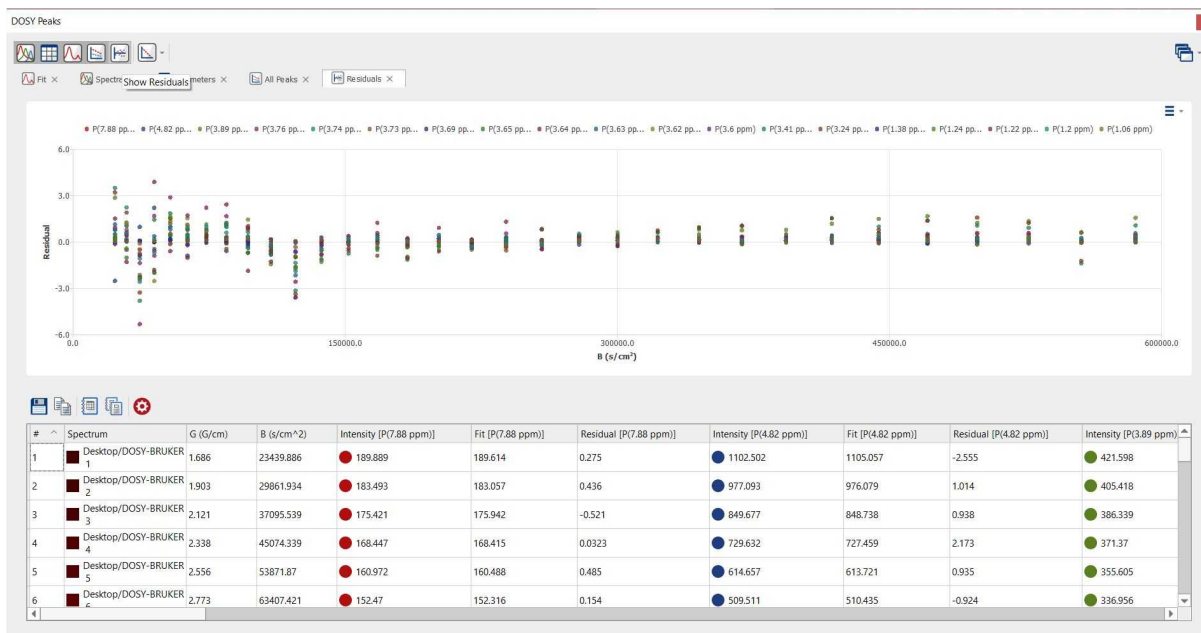 DOSY Peaks
Fit × Spectra Show Residuals meters × All Peaks × Residuals ×
P(7.88 pp... P(4.82 pp... P(3.89 pp... P(3.76 pp... P(3.74 pp... P(3.73 pp... P(3.69 pp... P(3.65 pp... P(3.64 pp... P(3.63 pp... P(3.62 pp... P(3.6 ppm) P(3.41 pp... P(3.24 pp... P(1.38 pp... P(1.24 pp... P(1.22 pp... P(1.2 ppm) P(1.06 ppm)
6.0
3.0
Residual
0.0
-3.0
-6.0
0.0 150000.0 300000.0 450000.0 600000.0
B (s/cm²)
# Spectrum G (G/cm) B (s/cm^2) Intensity [P(7.88 ppm)] Fit [P(7.88 ppm)] Residual [P(7.88 ppm)] Intensity [P(4.82 ppm)] Fit [P(4.82 ppm)] Residual [P(4.82 ppm)] Intensity [P(3.89 ppm)
1 Desktop/DOSY-BRUKER 1 1.686 23439.886 189.889 189.614 0.275 1102.502 1105.057 -2.555 421.598
2 Desktop/DOSY-BRUKER 2 1.903 29861.934 183.493 183.057 0.436 977.093 976.079 1.014 405.418
3 Desktop/DOSY-BRUKER 3 2.121 37095.539 175.421 175.942 -0.521 849.677 848.738 0.938 386.339
4 Desktop/DOSY-BRUKER 4 2.338 45074.339 168.447 168.415 0.0323 729.632 727.459 2.173 371.37
5 Desktop/DOSY-BRUKER 5 2.556 53871.87 160.972 160.488 0.485 614.657 613.721 0.935 355.605
6 Desktop/DOSY-BRUKER 6 2.773 63407.421 152.47 152.316 0.154 509.511 510.435 -0.924 336.956